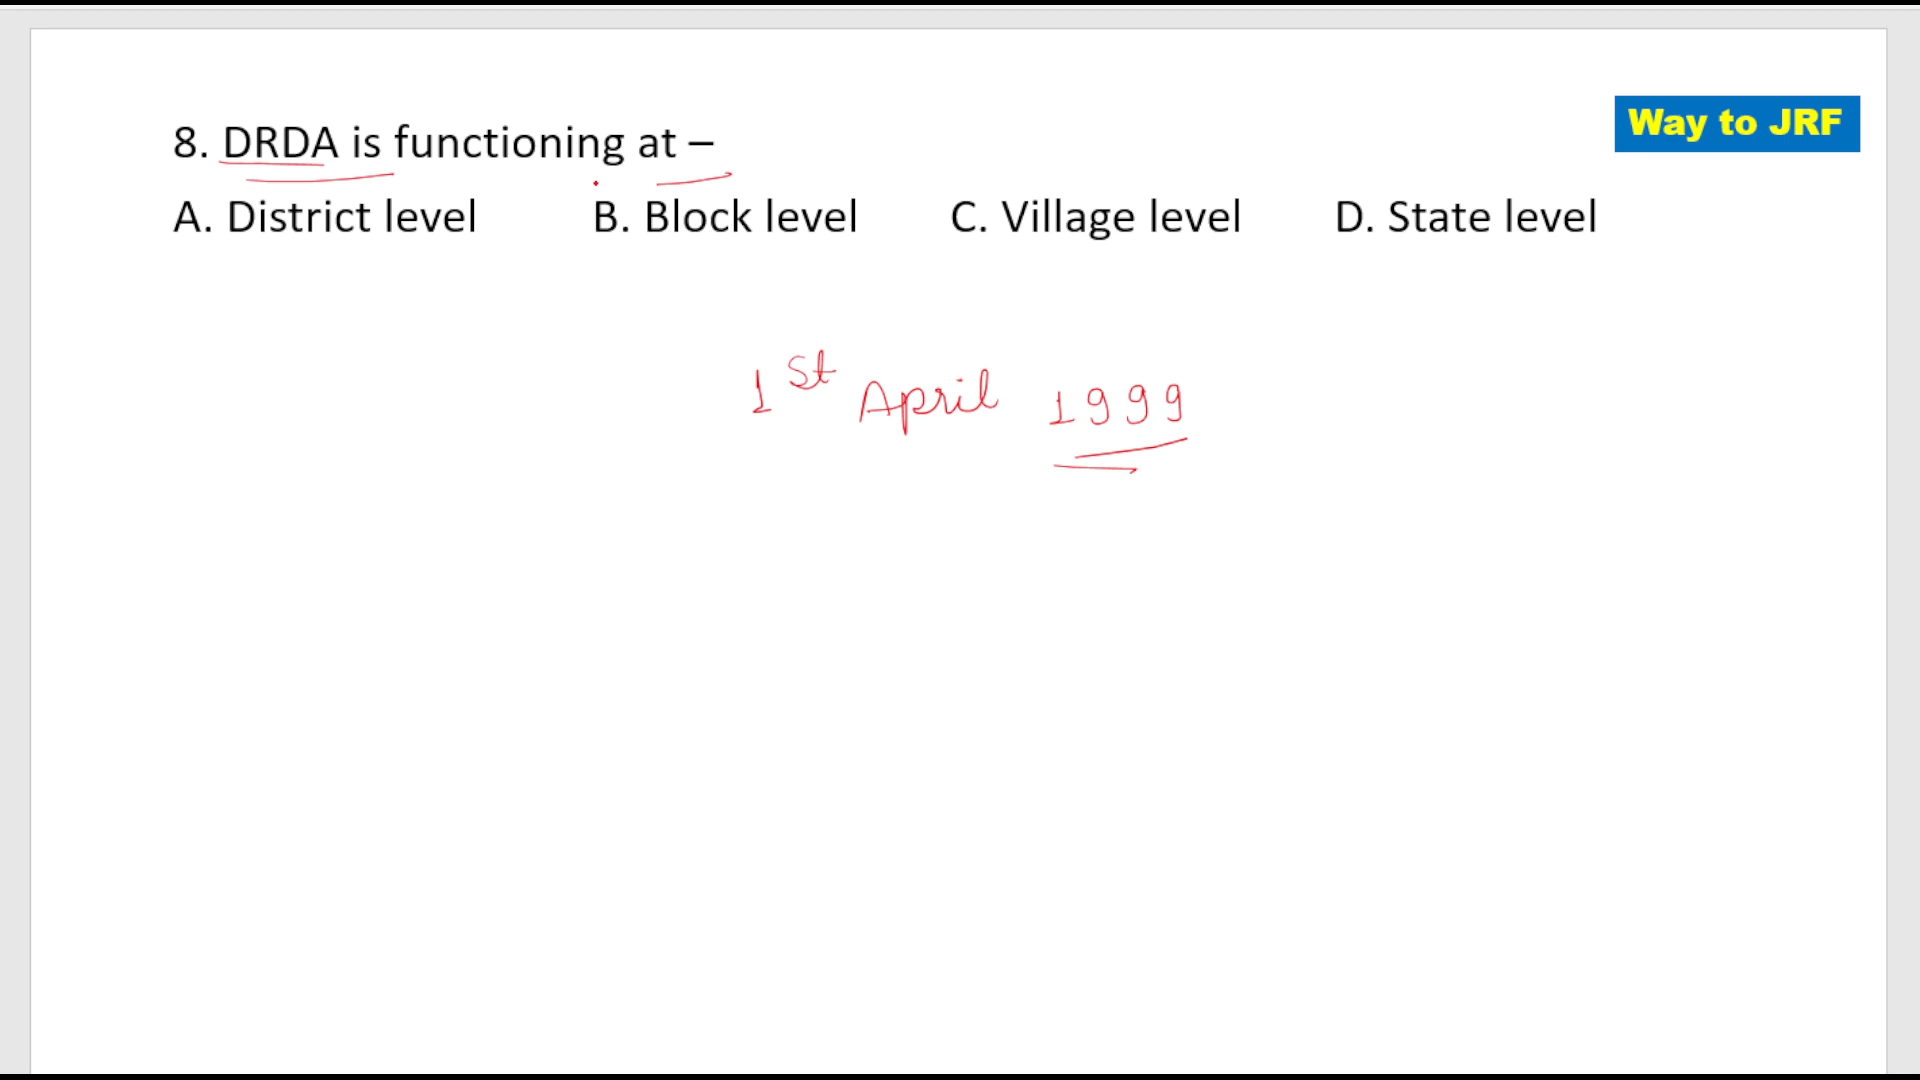 Way to JRF
8. DRDA is functioning at –
A. District level B. Block level C. Village level D. State level
1st April 1999